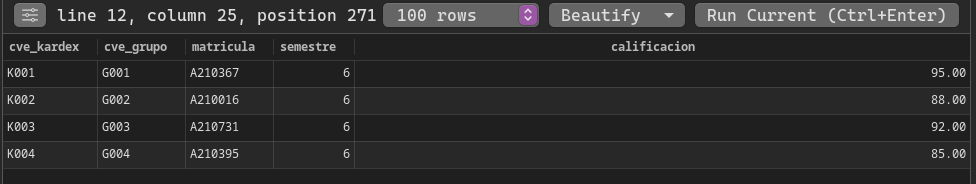 line 12, column 25, position 271 100 rows Beautify Run Current (Ctrl+Enter)
cve_kardex cve_grupo matricula semestre calificacion
K001 G001 A210367 6 95.00
K002 G002 A210016 6 88.00
K003 G003 A210731 6 92.00
K004 G004 A210395 6 85.00